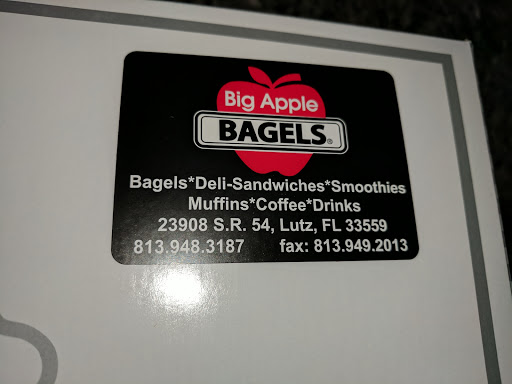 Big Apple
BAGELS®
Bagels*Deli-Sandwiches*Smoothies
Muffins*Coffee*Drinks
23908 S.R. 54, Lutz, FL 33559
813.948.3187 fax: 813.949.2013